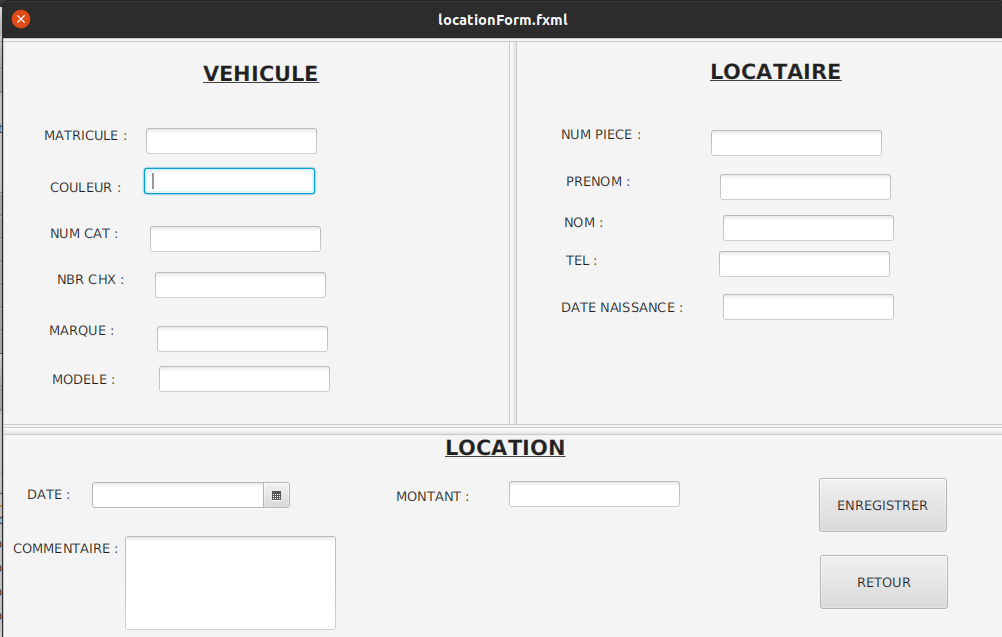 locationForm.fxml
VEHICULE
MATRICULE :
COULEUR :
NUM CAT :
NBR CHX :
MARQUE :
MODELE :
LOCATAIRE
NUM PIECE :
PRENOM :
NOM :
TEL :
DATE NAISSANCE :
LOCATION
DATE :
MONTANT :
ENREGISTRER
COMMENTAIRE :
RETOUR